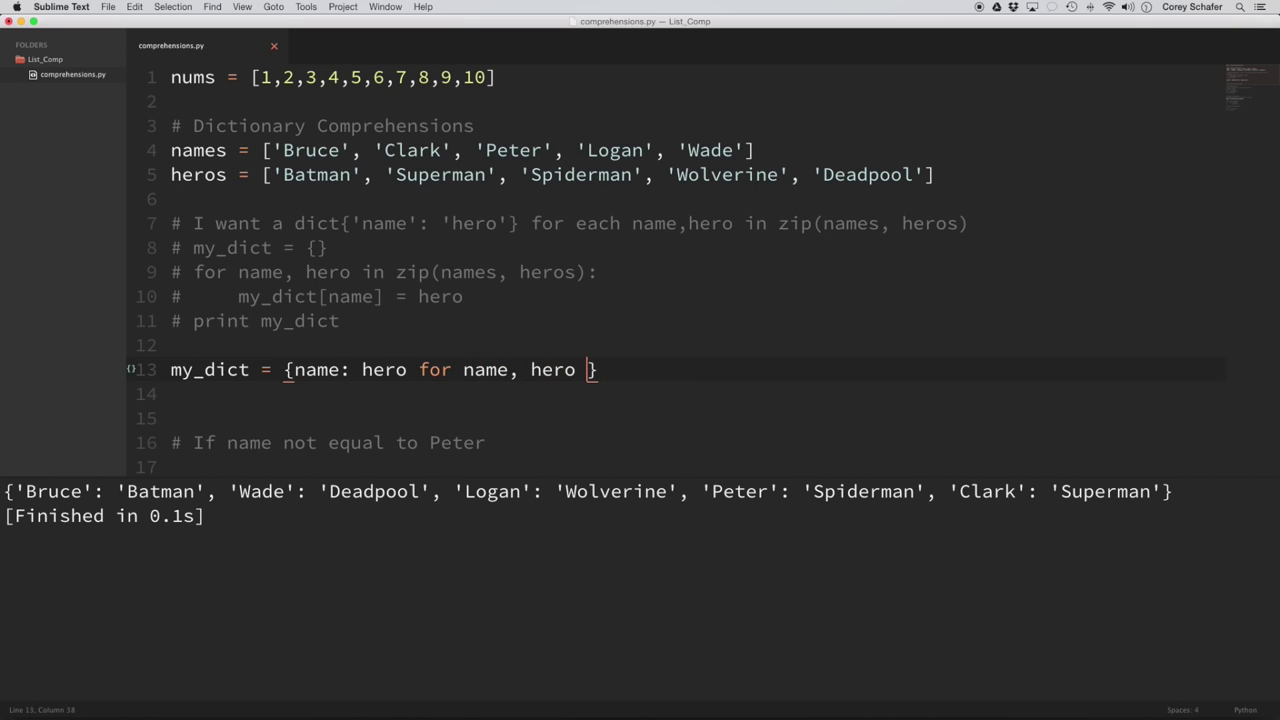 Sublime Text File Edit Selection Find View Goto Tools Project Window Help Corey Schafer
comprehensions.py — List_Comp
FOLDERS
List_Comp
comprehensions.py
comprehensions.py
1 nums = [1,2,3,4,5,6,7,8,9,10]
2
3 # Dictionary Comprehensions
4 names = ['Bruce', 'Clark', 'Peter', 'Logan', 'Wade']
5 heros = ['Batman', 'Superman', 'Spiderman', 'Wolverine', 'Deadpool']
6
7 # I want a dict{'name': 'hero'} for each name,hero in zip(names, heros)
8 # my_dict = {}
9 # for name, hero in zip(names, heros):
10 #     my_dict[name] = hero
11 # print my_dict
12
{} 13 my_dict = {name: hero for name, hero }
14
15
16 # If name not equal to Peter
17
{'Bruce': 'Batman', 'Wade': 'Deadpool', 'Logan': 'Wolverine', 'Peter': 'Spiderman', 'Clark': 'Superman'}
[Finished in 0.1s]
Line 13, Column 38 Spaces: 4 Python